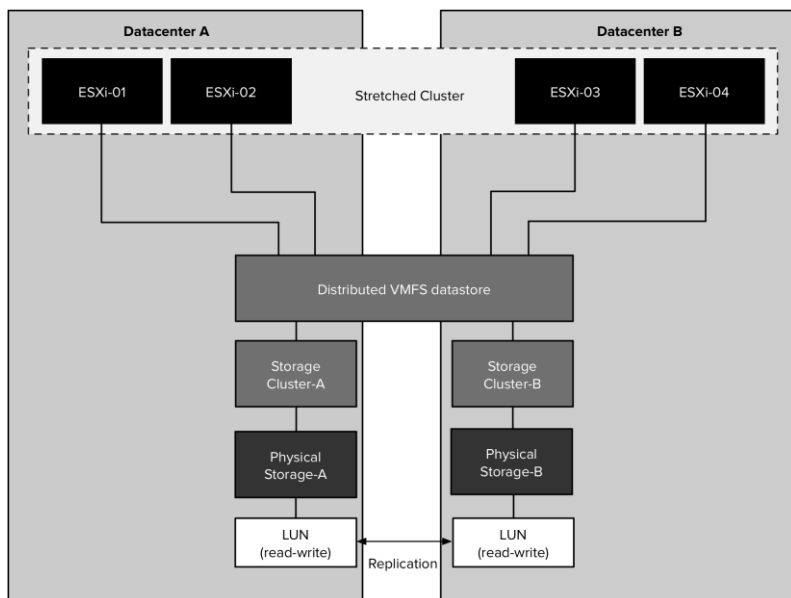 Datacenter A
Datacenter B
ESXi-01
ESXi-02
Stretched Cluster
ESXi-03
ESXi-04
Distributed VMFS datastore
Storage
Cluster-A
Storage
Cluster-B
Physical
Storage-A
Physical
Storage-B
LUN
(read-write)
Replication
LUN
(read-write)